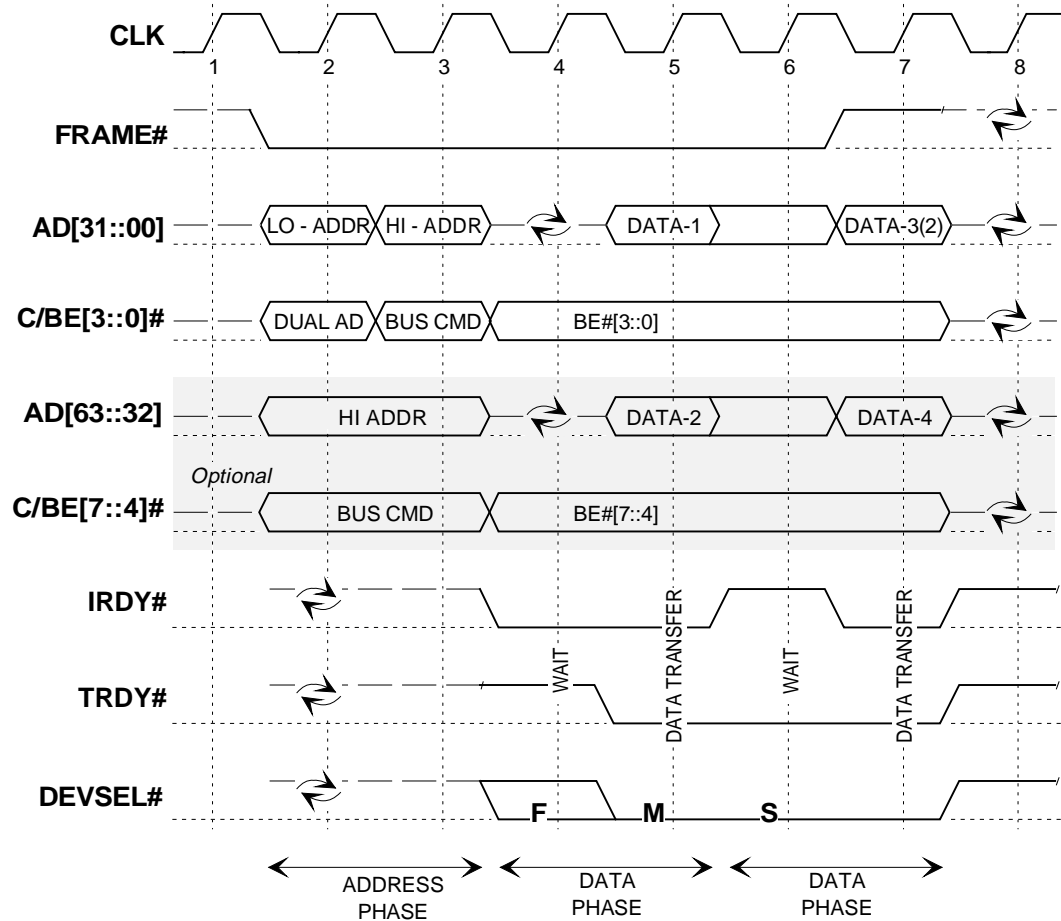 CLK
1 2 3 4 5 6 7 8
FRAME#
AD[31::00] LO - ADDR HI - ADDR DATA-1 DATA-3(2)
C/BE[3::0]# DUAL AD BUS CMD BE#[3::0]
AD[63::32] HI ADDR DATA-2 DATA-4
Optional
C/BE[7::4]# BUS CMD BE#[7::4]
IRDY#
WAIT
DATA TRANSFER
WAIT
DATA TRANSFER
TRDY#
DEVSEL# F M S
ADDRESS
PHASE
DATA
PHASE
DATA
PHASE